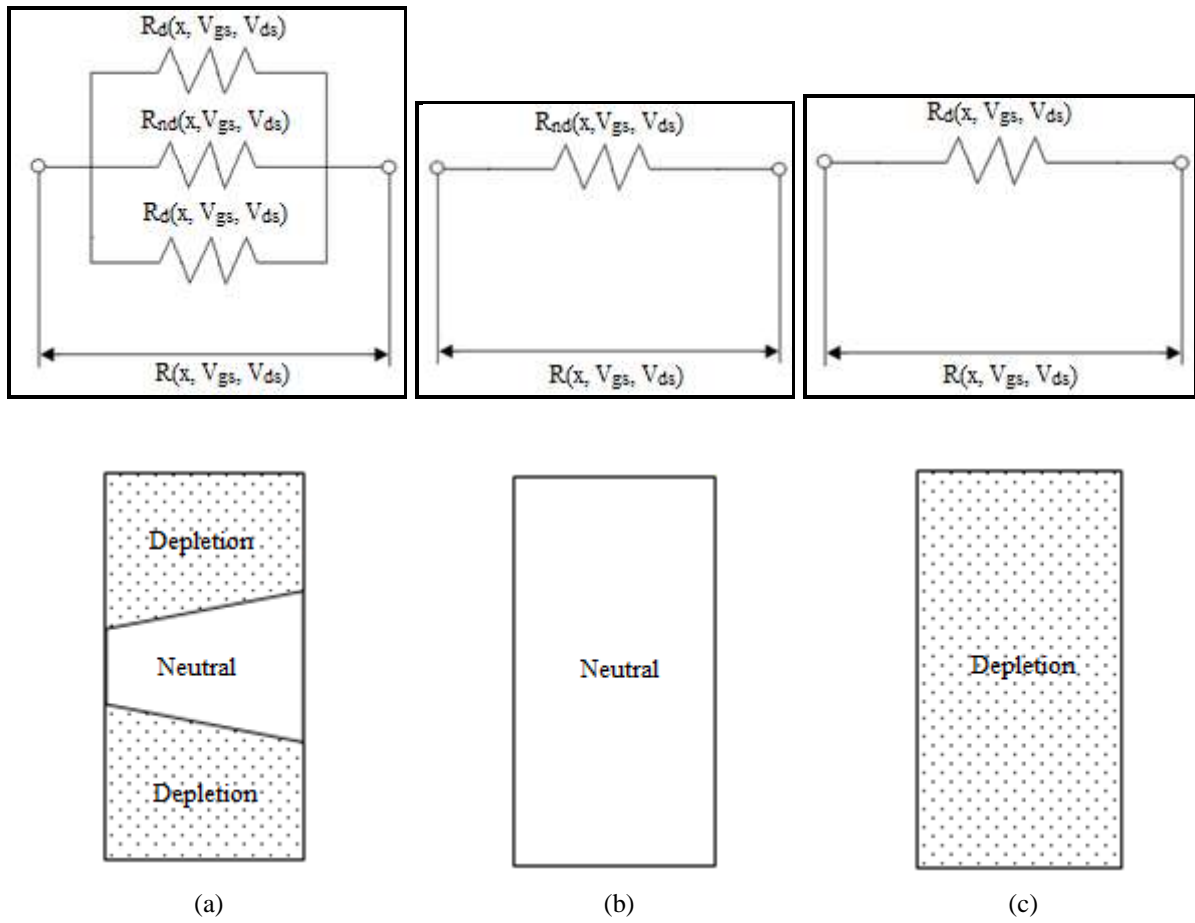 Rd(x, Vgs, Vds)
Rnd(x,Vgs, Vds)
Rd(x, Vgs, Vds)
R(x, Vgs, Vds)
Rnd(x,Vgs, Vds)
R(x, Vgs, Vds)
Rd(x, Vgs, Vds)
R(x, Vgs, Vds)
Depletion
Neutral
Depletion
Neutral
Depletion
(a)
(b)
(c)